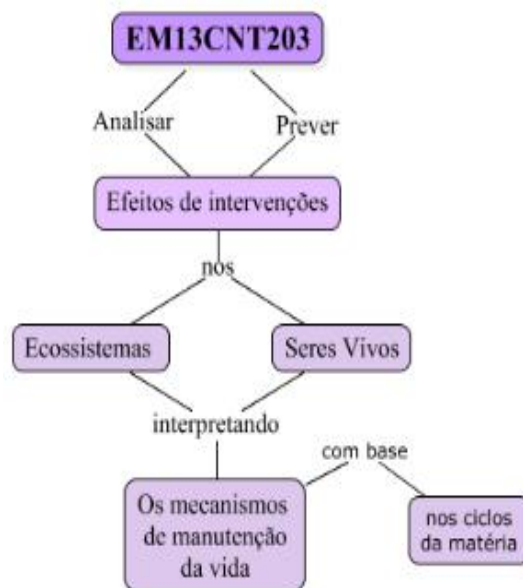 EM13CNT203
Analisar
Prever
Efeitos de intervenções
nos
Ecossistemas
Seres Vivos
interpretando
com base
Os mecanismos
de manutenção
da vida
nos ciclos
da matéria